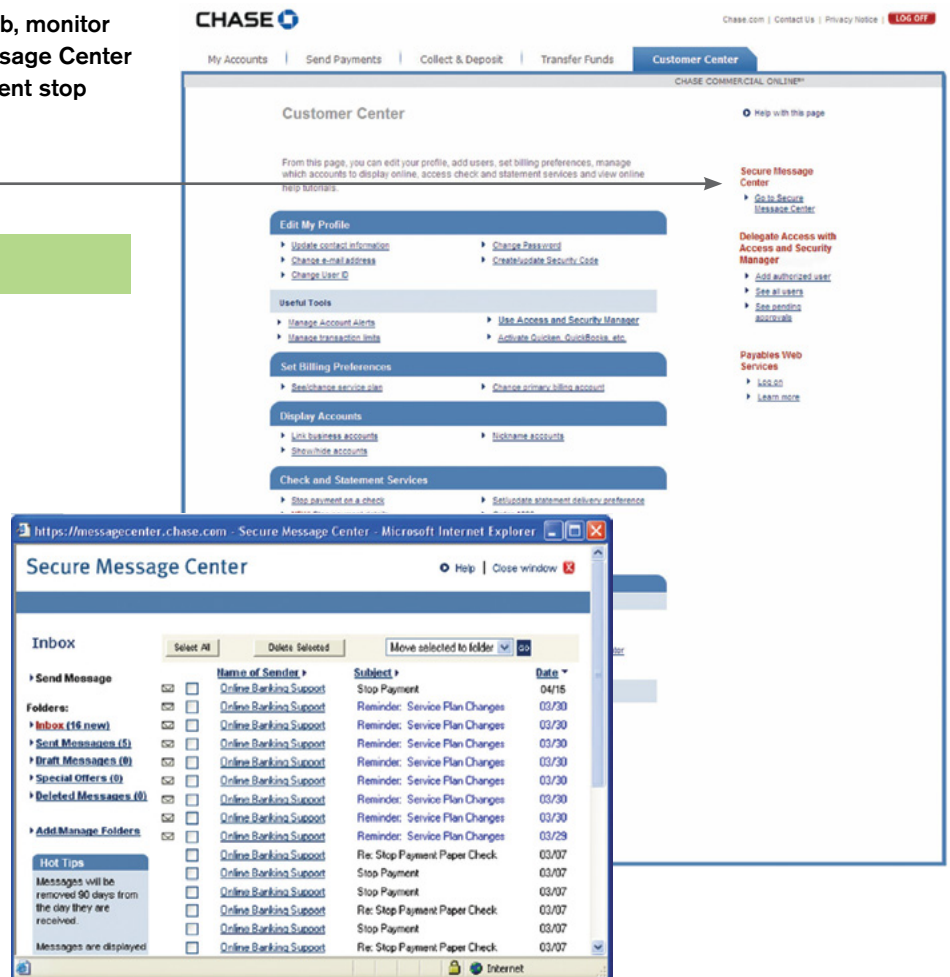 b, monitor
sage Center
ent stop
CHASE
Chase.com | Contact Us | Privacy Notice | LOG OFF
My Accounts | Send Payments | Collect & Deposit | Transfer Funds Customer Center
CHASE COMMERCIAL ONLINE℠
Customer Center
Help with this page
From this page, you can edit your profile, add users, set billing preferences, manage
which accounts to display online, access check and statement services and view online
help tutorials.
Edit My Profile
Update contact information
Change Password
Change e-mail address
Create/update Security Code
Change User ID
Useful Tools
Manage Account Alerts
Use Access and Security Manager
Manage transaction limits
Activate Quicken, QuickBooks, etc.
Set Billing Preferences
See/change service plan
Change primary billing account
Display Accounts
Link business accounts
Nickname accounts
Show/hide accounts
Check and Statement Services
Stop payment on a check
Set/update statement delivery preference
Secure Message
Center
Go to Secure
Message Center
Delegate Access with
Access and Security
Manager
Add authorized user
See all users
See pending
approvals
Payables Web
Services
Log on
Learn more
https://messagecenter.chase.com - Secure Message Center - Microsoft Internet Explorer
Secure Message Center
Help | Close window
Inbox
Select All Delete Selected Move selected to folder GO
Send Message
Folders:
Inbox (16 new)
Sent Messages (5)
Draft Messages (0)
Special Offers (0)
Deleted Messages (0)
Add/Manage Folders
Hot Tips
Messages will be
removed 90 days from
the day they are
received.
Messages are displayed
Name of Sender Subject Date
Online Banking Support Stop Payment 04/15
Online Banking Support Reminder: Service Plan Changes 03/30
Online Banking Support Reminder: Service Plan Changes 03/30
Online Banking Support Reminder: Service Plan Changes 03/30
Online Banking Support Reminder: Service Plan Changes 03/30
Online Banking Support Reminder: Service Plan Changes 03/30
Online Banking Support Reminder: Service Plan Changes 03/30
Online Banking Support Reminder: Service Plan Changes 03/30
Online Banking Support Reminder: Service Plan Changes 03/29
Online Banking Support Re: Stop Payment Paper Check 03/07
Online Banking Support Stop Payment 03/07
Online Banking Support Stop Payment 03/07
Online Banking Support Re: Stop Payment Paper Check 03/07
Online Banking Support Stop Payment 03/07
Online Banking Support Re: Stop Payment Paper Check 03/07
Internet